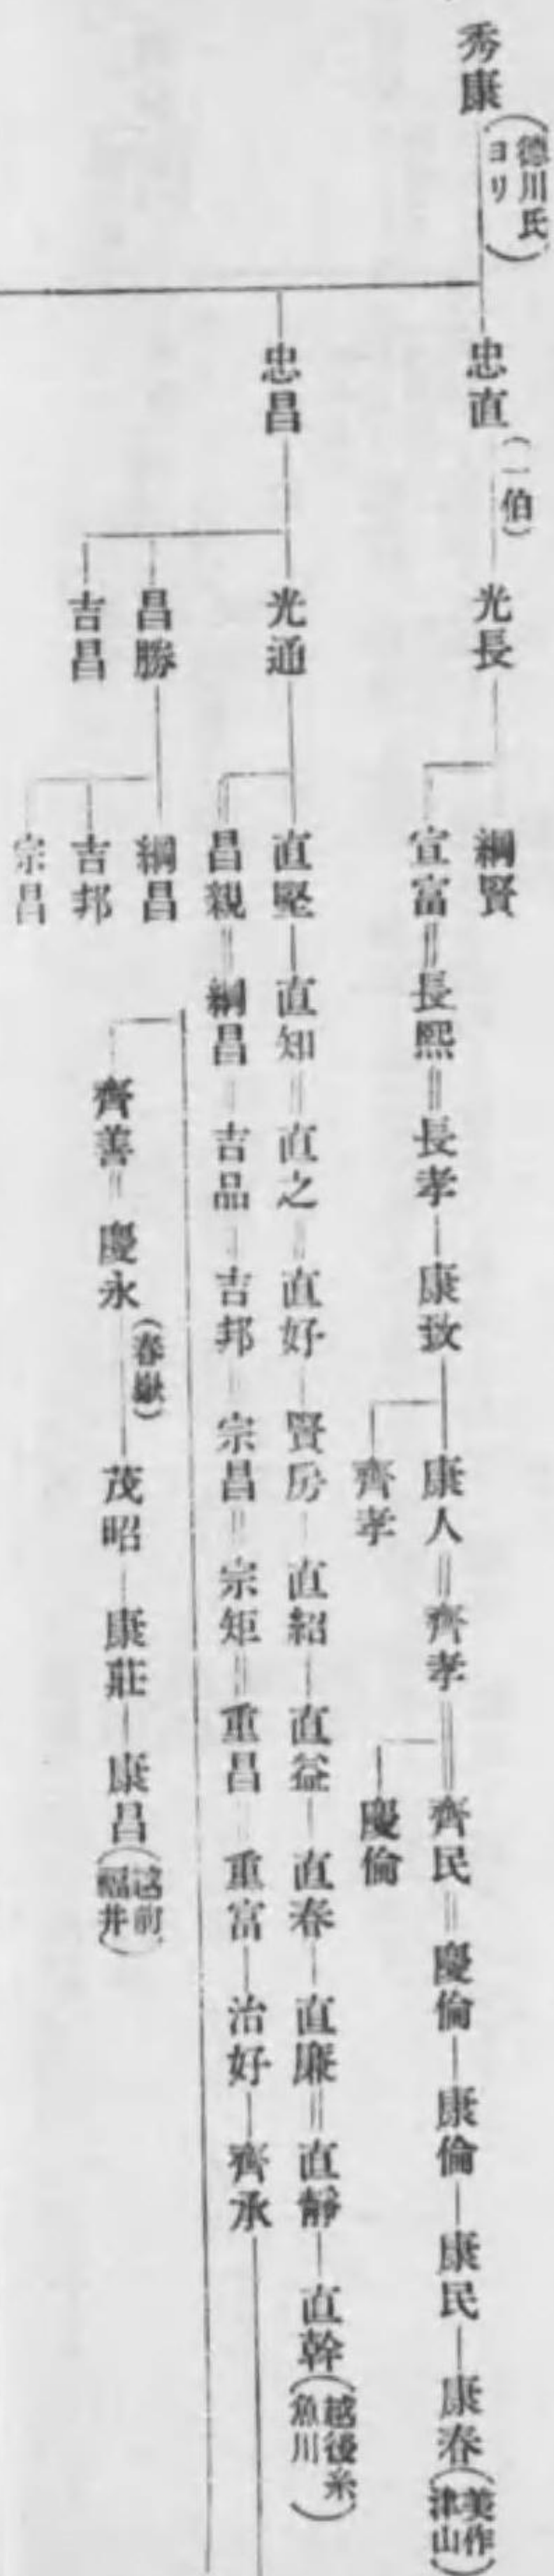 秀康(德川氏ヨリ)
忠直(一伯)
光長
綱賢
宣富＝長熙＝長孝―康致
康人＝齊孝＝齊民＝慶倫―康倫―康民―康春(美作津山)
齊孝
慶倫
忠昌
光通
直堅―直知＝直之＝直好―賢房―直紹―直益―直春―直廉＝直靜―直幹(越後糸魚川)
昌親＝綱昌＝吉品＝吉邦＝宗昌＝宗矩＝重昌＝重富―治好―齊承
齊善＝慶永(春嶽)―茂昭―康莊―康昌(越前福井)
昌勝
綱昌
吉邦
宗昌
吉昌